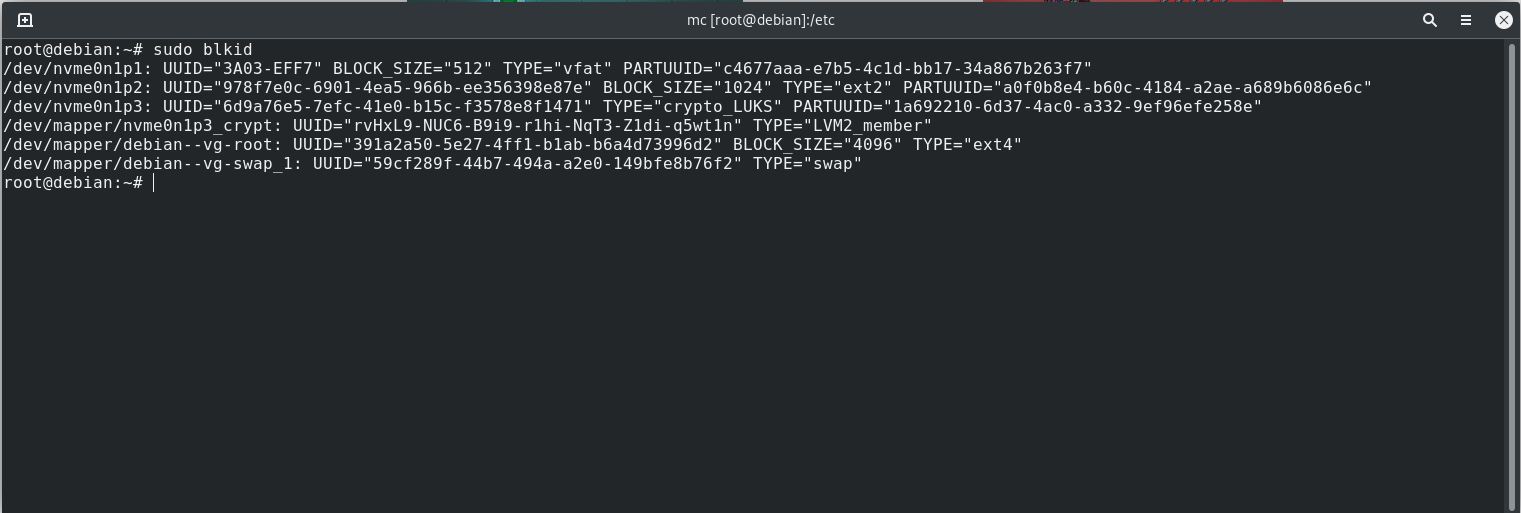 mc [root@debian]:/etc
root@debian:~# sudo blkid
/dev/nvme0n1p1: UUID="3A03-EFF7" BLOCK_SIZE="512" TYPE="vfat" PARTUUID="c4677aaa-e7b5-4c1d-bb17-34a867b263f7"
/dev/nvme0n1p2: UUID="978f7e0c-6901-4ea5-966b-ee356398e87e" BLOCK_SIZE="1024" TYPE="ext2" PARTUUID="a0f0b8e4-b60c-4184-a2ae-a689b6086e6c"
/dev/nvme0n1p3: UUID="6d9a76e5-7efc-41e0-b15c-f3578e8f1471" TYPE="crypto_LUKS" PARTUUID="1a692210-6d37-4ac0-a332-9ef96efe258e"
/dev/mapper/nvme0n1p3_crypt: UUID="rvHxL9-NUC6-B9i9-r1hi-NqT3-Z1di-q5wt1n" TYPE="LVM2_member"
/dev/mapper/debian--vg-root: UUID="391a2a50-5e27-4ff1-b1ab-b6a4d73996d2" BLOCK_SIZE="4096" TYPE="ext4"
/dev/mapper/debian--vg-swap_1: UUID="59cf289f-44b7-494a-a2e0-149bfe8b76f2" TYPE="swap"
root@debian:~#